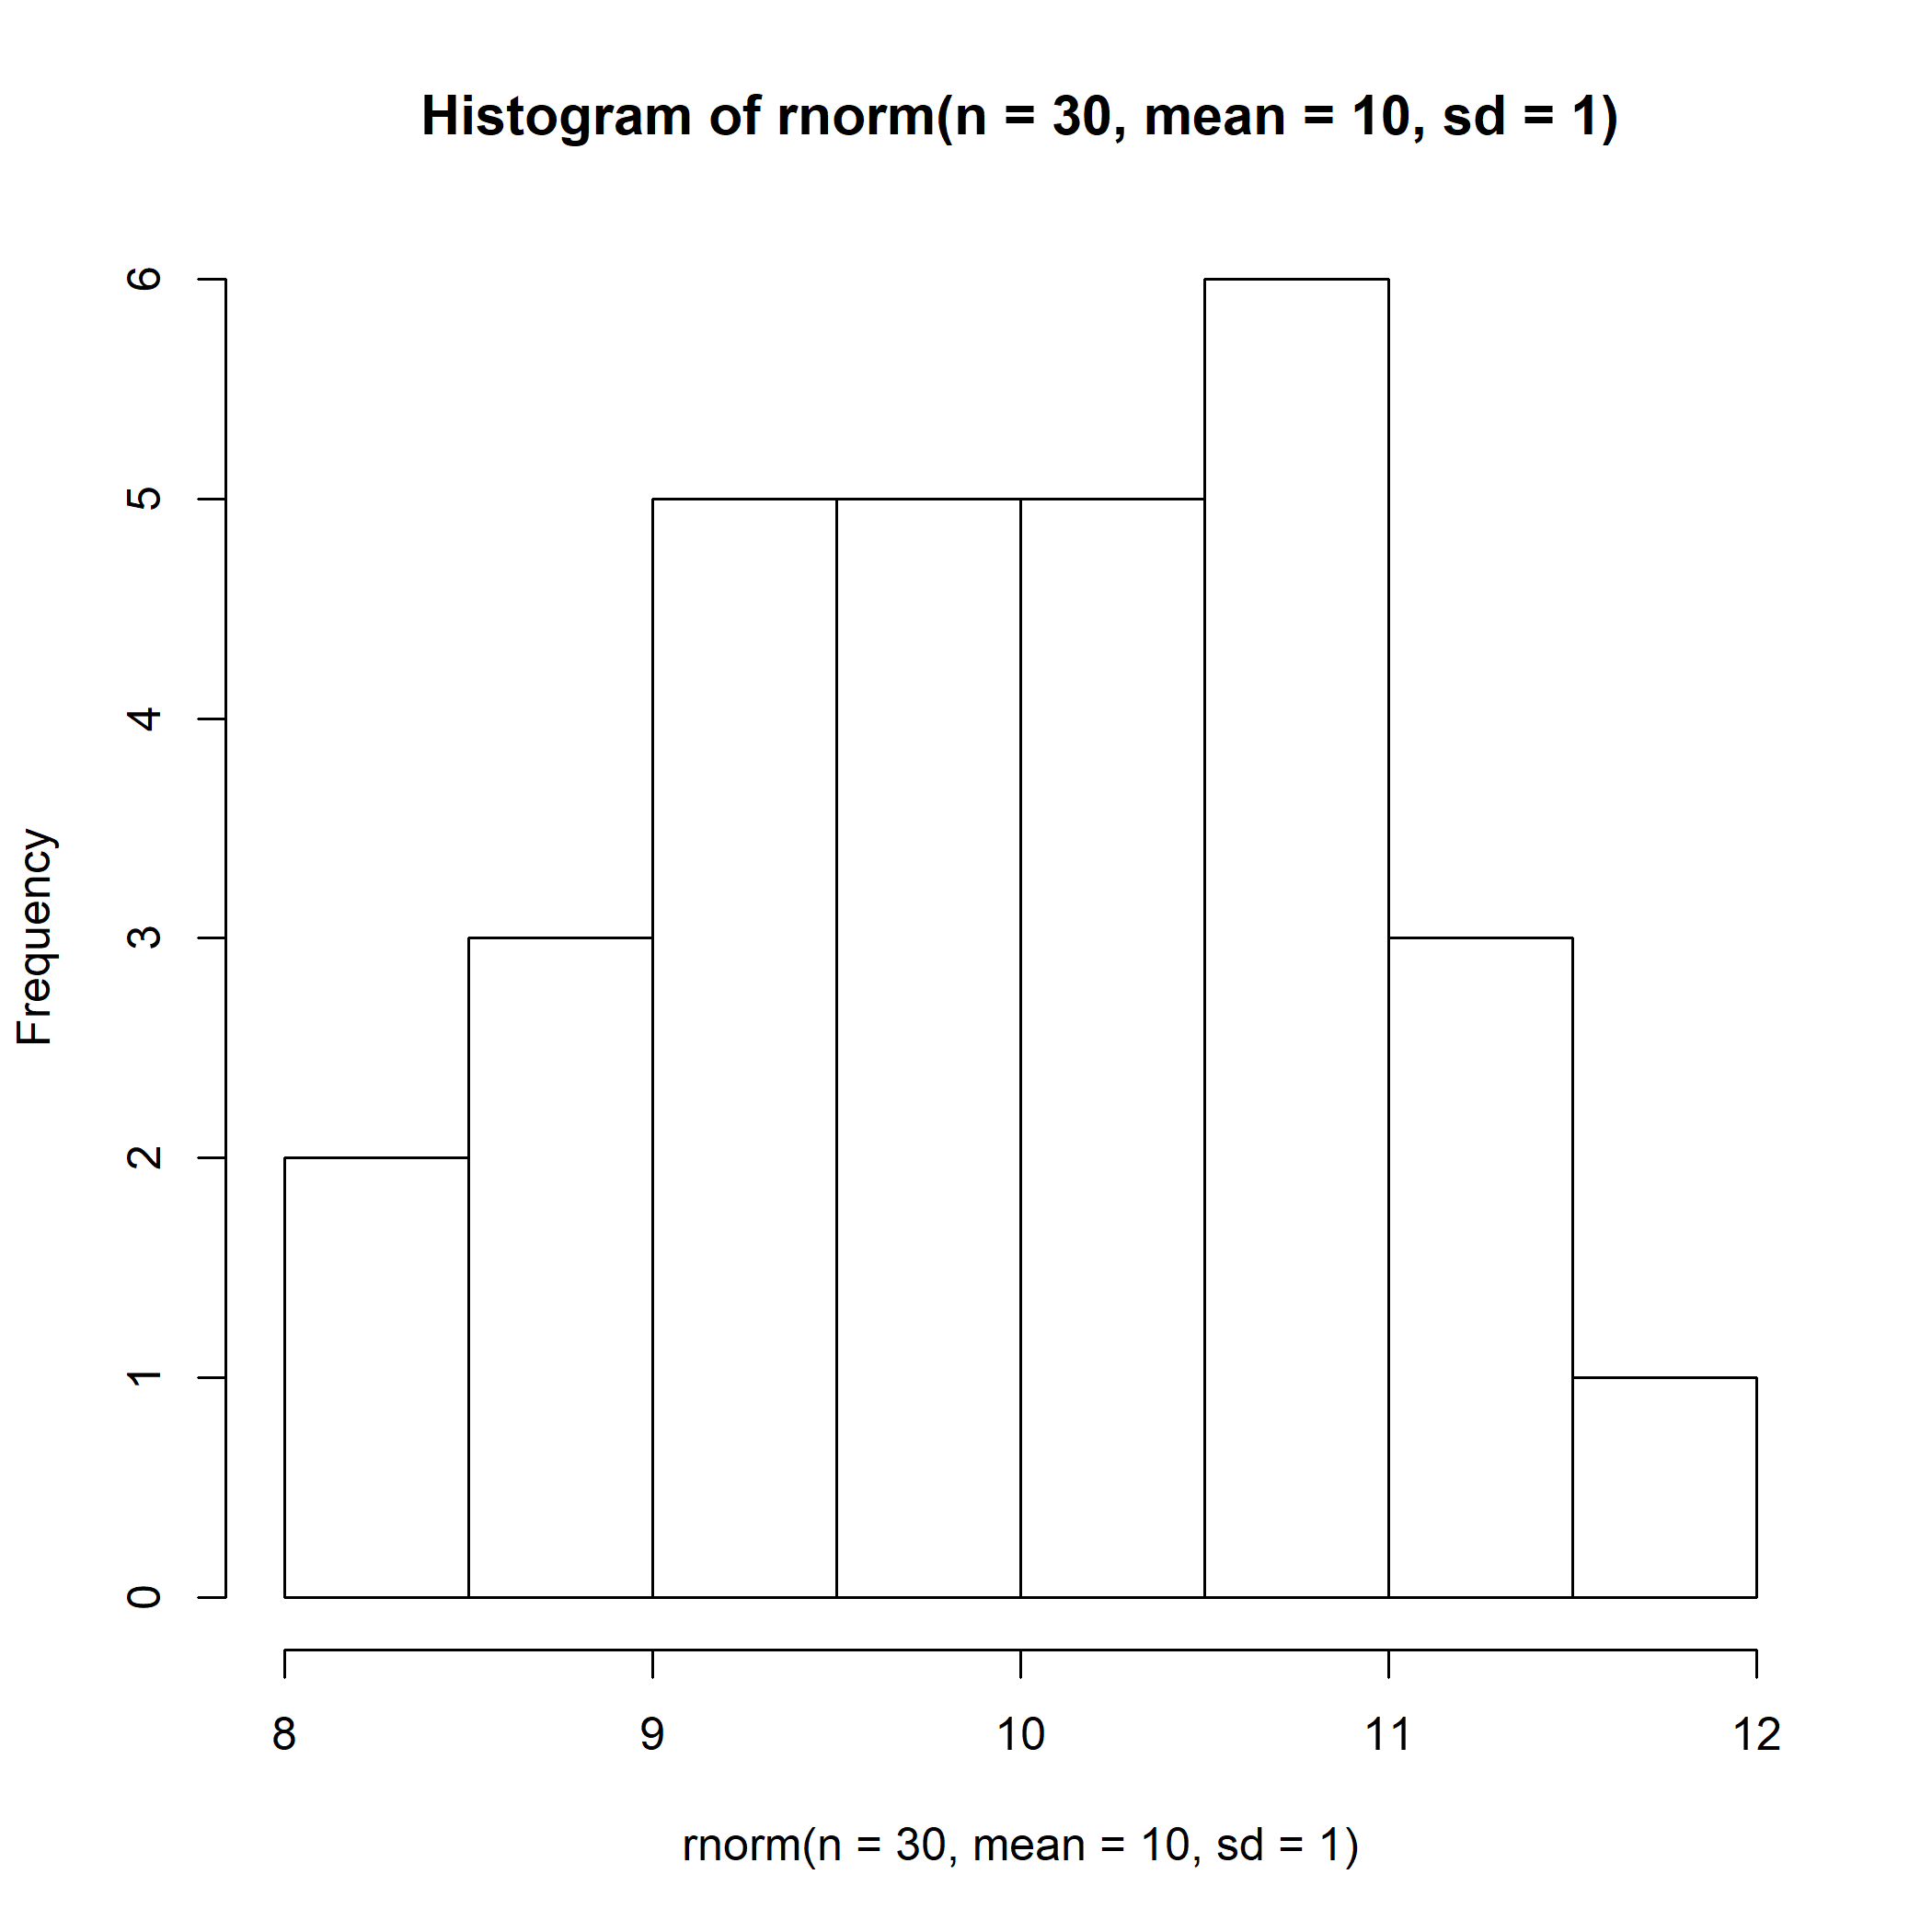 Histogram of rnorm(n = 30, mean = 10, sd = 1)
6
5
4
3
2
1
0
Frequency
8 9 10 11 12
rnorm(n = 30, mean = 10, sd = 1)